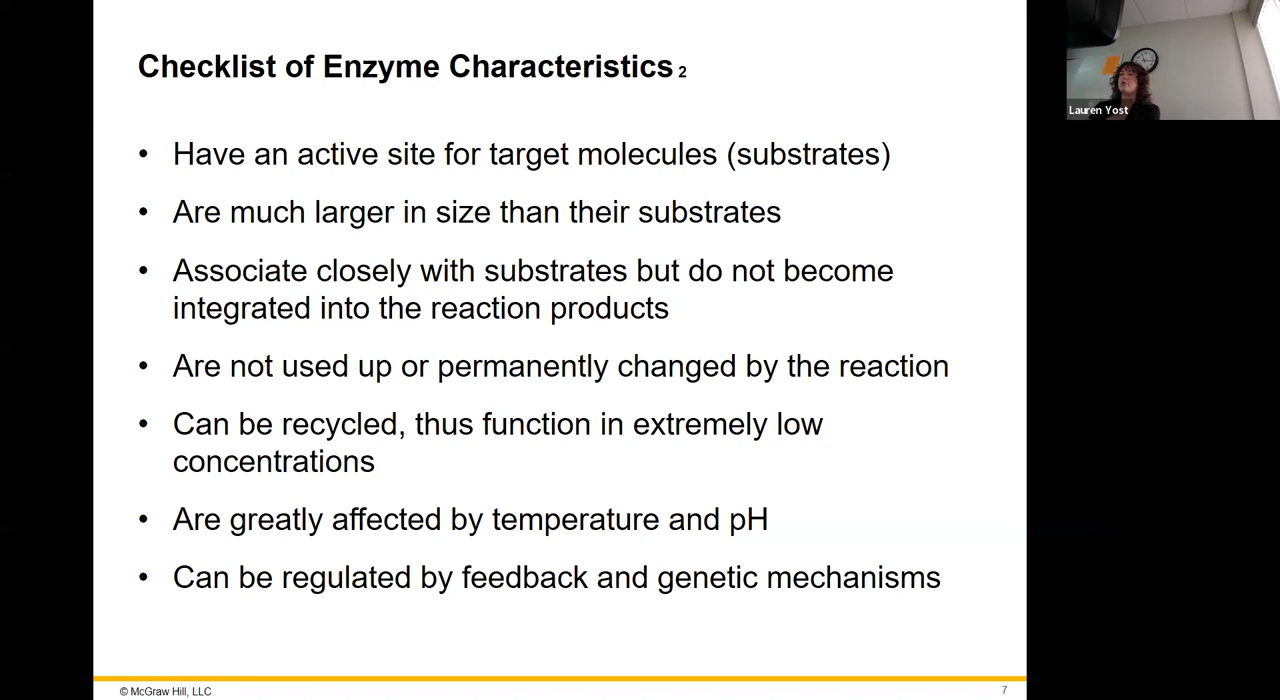 Checklist of Enzyme Characteristics 2
• Have an active site for target molecules (substrates)
• Are much larger in size than their substrates
• Associate closely with substrates but do not become
integrated into the reaction products
• Are not used up or permanently changed by the reaction
• Can be recycled, thus function in extremely low
concentrations
• Are greatly affected by temperature and pH
• Can be regulated by feedback and genetic mechanisms
© McGraw Hill, LLC
7
Lauren Yost